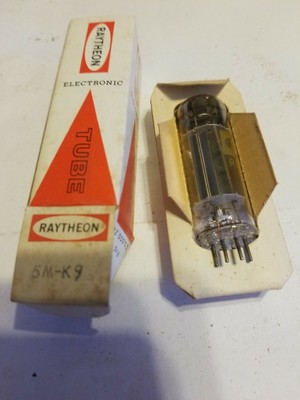 RAYTHEON
ELECTRONIC
TUBE
RAYTHEON
5M-K9